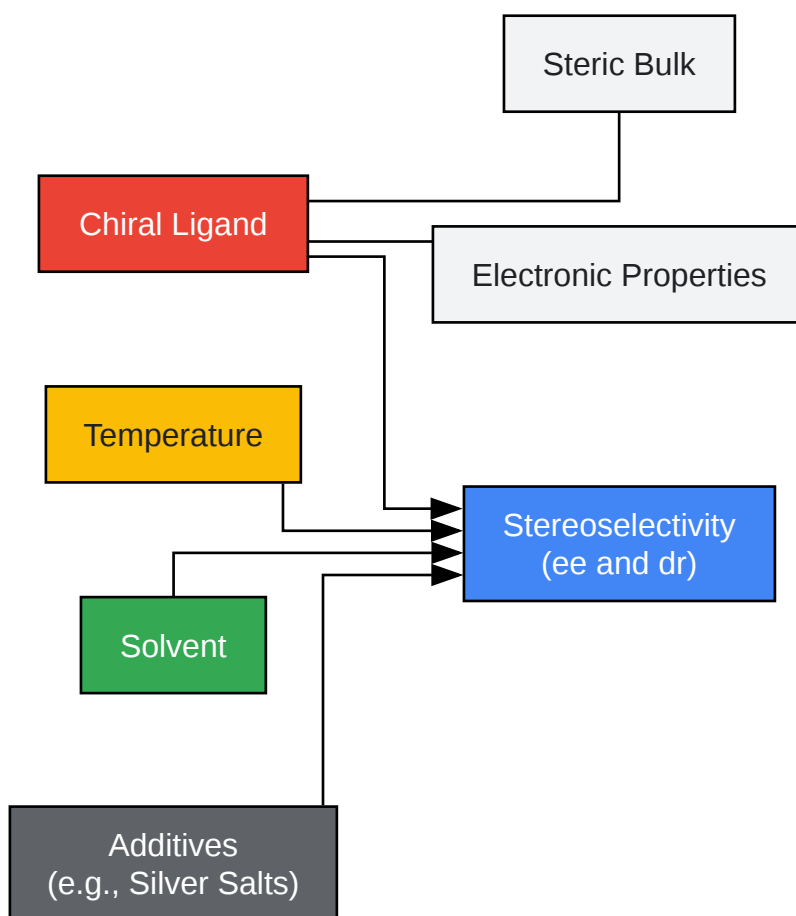 Steric Bulk
Chiral Ligand
Electronic Properties
Temperature
Stereoselectivity
(ee and dr)
Solvent
Additives
(e.g., Silver Salts)